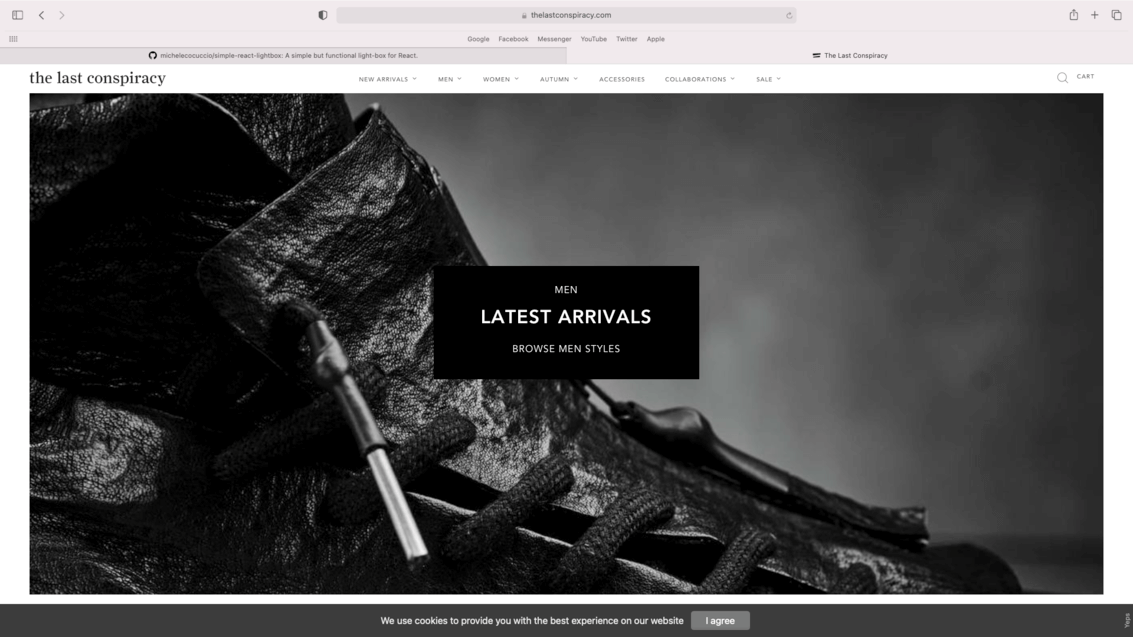 thelastconspiracy.com
Google Facebook Messenger YouTube Twitter Apple
michelecocuccio/simple-react-lightbox: A simple but functional light-box for React.
The Last Conspiracy
the last conspiracy
NEW ARRIVALS MEN WOMEN AUTUMN ACCESSORIES COLLABORATIONS SALE
CART
MEN
LATEST ARRIVALS
BROWSE MEN STYLES
We use cookies to provide you with the best experience on our website
I agree
Yaps